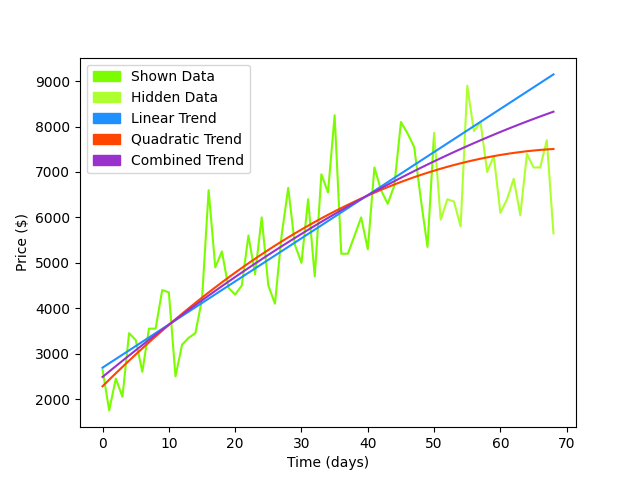 Shown Data
Hidden Data
Linear Trend
Quadratic Trend
Combined Trend
9000
8000
7000
6000
5000
4000
3000
2000
Price ($)
0 10 20 30 40 50 60 70
Time (days)